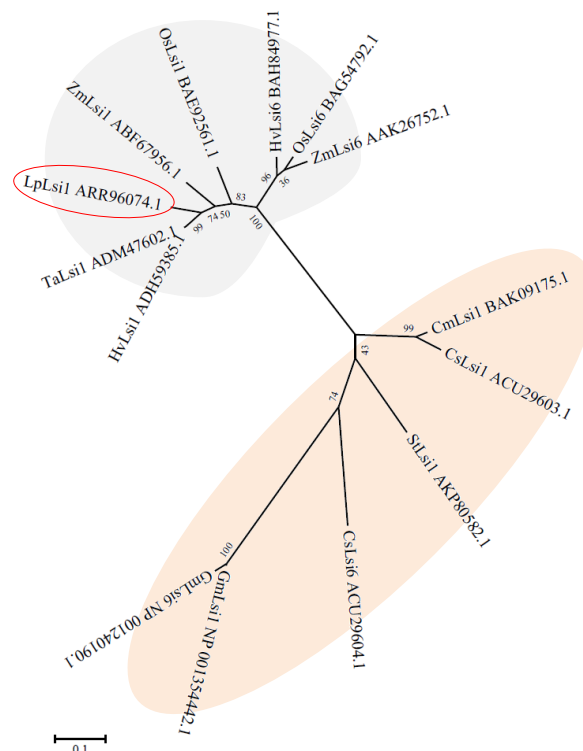 OsLsi1 BAE92561.1
HvLsi6 BAH84977.1
OsLsi6 BAG54792.1
ZmLsi6 AAK26752.1
ZmLsi1 ABF67956.1
LpLsi1 ARR96074.1
TaLsi1 ADM47602.1
HvLsi1 ADH59385.1
96
36
83
100
50
74
99
CmLsi1 BAK09175.1
99
CsLsi1 ACU29603.1
43
74
StLsi1 AKP80582.1
CsLsi6 ACU29604.1
100
GmLsi6 NP 001240190.1
GmLsi1 NP 001354442.1
0.1